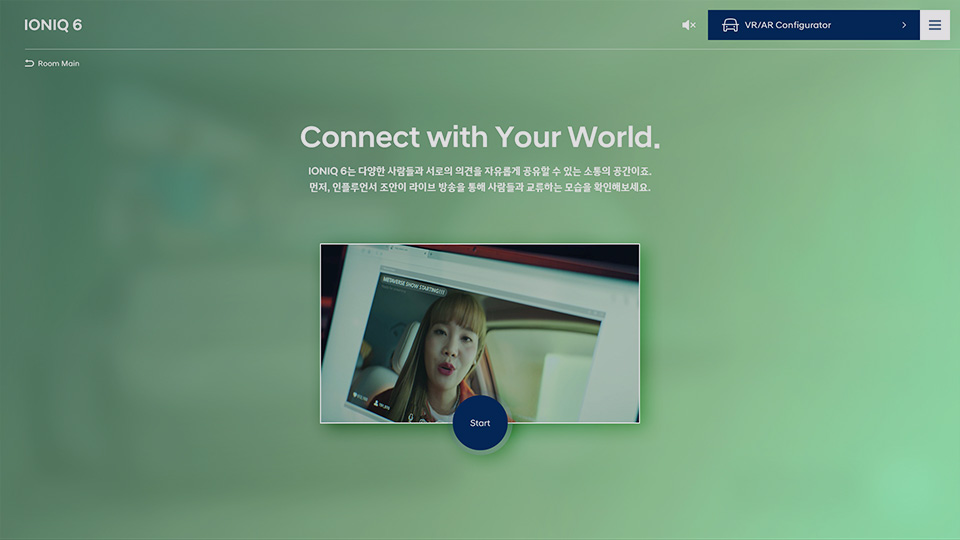 IONIQ 6
VR/AR Configurator
Room Main
Connect with Your World.
IONIQ 6는 다양한 사람들과 서로의 의견을 자유롭게 공유할 수 있는 소통의 공간이죠.
먼저, 인플루언서 조안이 라이브 방송을 통해 사람들과 교류하는 모습을 확인해보세요.
METAVERSE SHOW STARTING!!!
Start